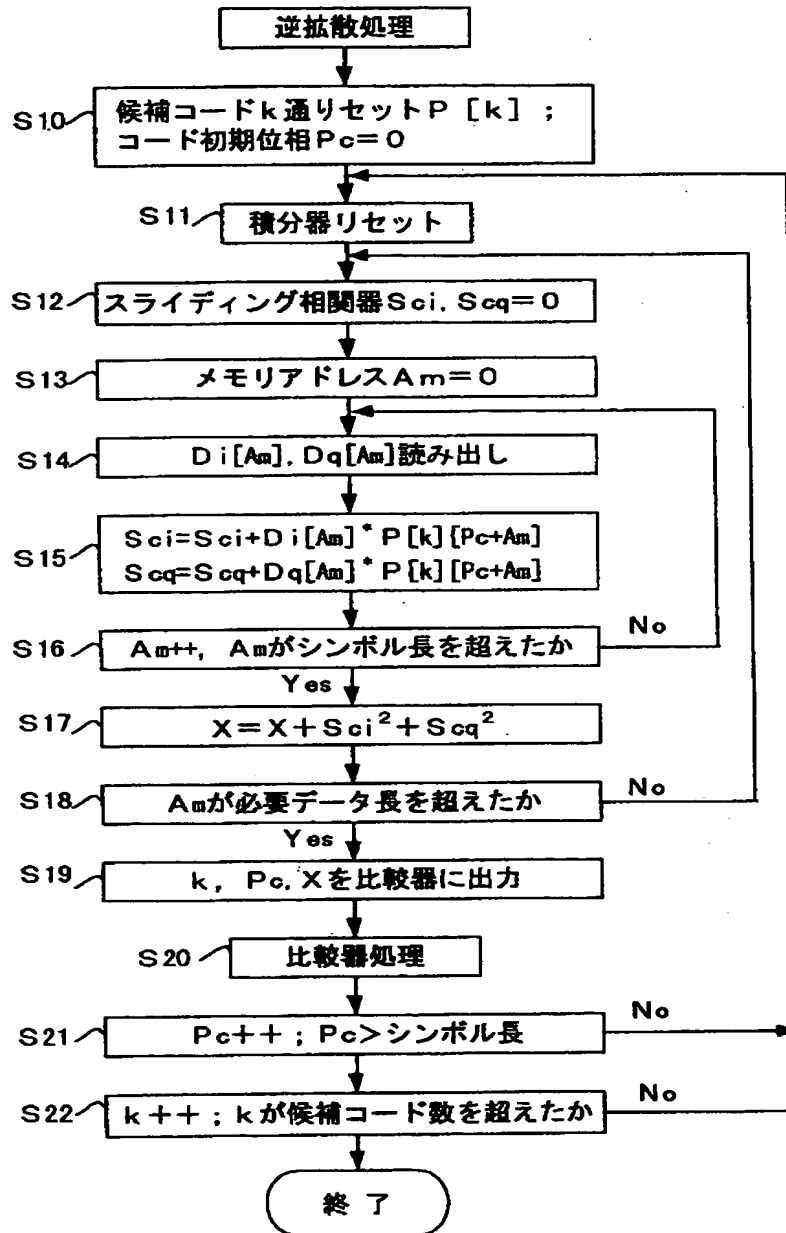 逆拡散処理
S10
候補コードk通りセットP [k] ;
コード初期位相Pc=0
S11
積分器リセット
S12
スライディング相関器Sci, Scq=0
S13
メモリアドレスAm=0
S14
Di[Am], Dq[Am]読み出し
S15
Sci=Sci+Di[Am]* P[k][Pc+Am]
Scq=Scq+Dq[Am]* P[k][Pc+Am]
S16
Am++, Amがシンボル長を超えたか
No
Yes
S17
X=X+Sci²+Scq²
S18
Amが必要データ長を超えたか
No
Yes
S19
k, Pc, Xを比較器に出力
S20
比較器処理
S21
Pc++ ; Pc>シンボル長
No
S22
k++ ; kが候補コード数を超えたか
No
終了